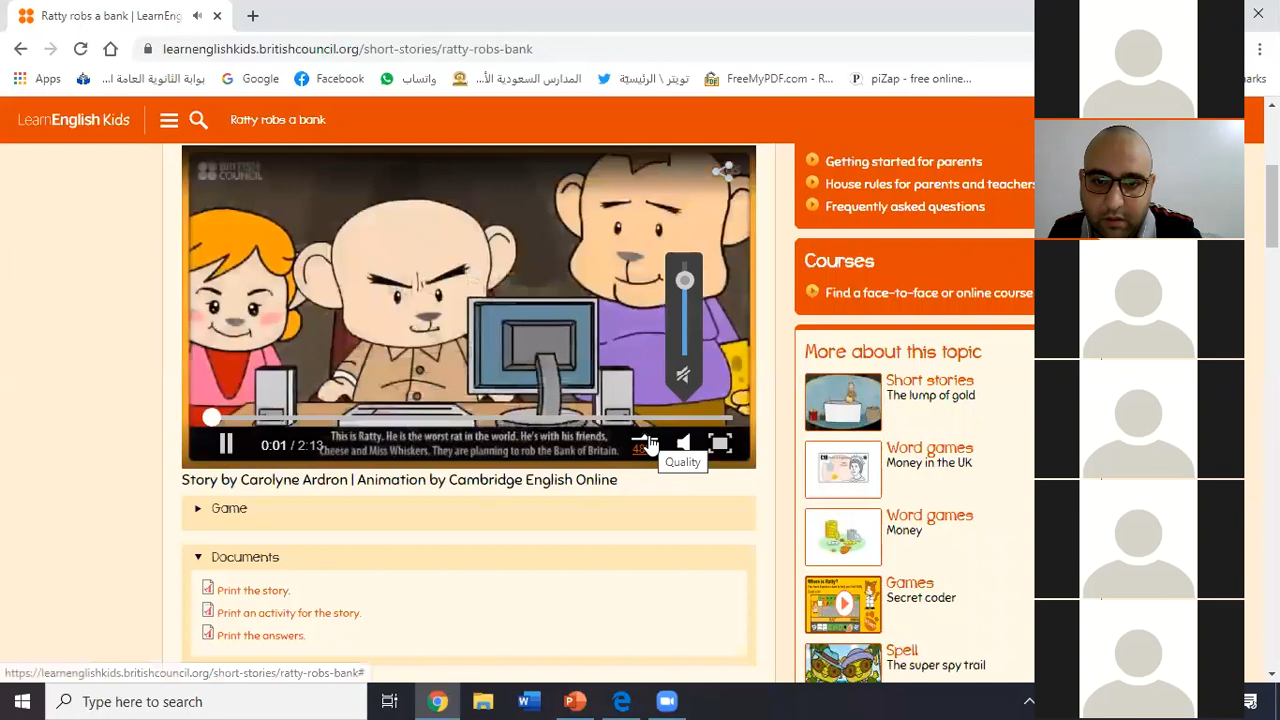 Ratty robs a bank | LearnEng
learnenglishkids.britishcouncil.org/short-stories/ratty-robs-bank
Apps
بوابة الثانوية العامة ا...
Google
Facebook
واتساب
المدارس السعودية الأ...
تويتر \ الرئيسيّة
FreeMyPDF.com - R...
piZap - free online...
LearnEnglish Kids
Ratty robs a bank
BRITISH
COUNCIL
This is Ratty. He is the worst rat in the world. He's with his friends,
Cheese and Miss Whiskers. They are planning to rob the Bank of Britain.
0:01 / 2:13
Quality
Story by Carolyne Ardron | Animation by Cambridge English Online
Game
Documents
Print the story.
Print an activity for the story.
Print the answers.
Getting started for parents
House rules for parents and teachers
Frequently asked questions
Courses
Find a face-to-face or online course
More about this topic
Short stories
The lump of gold
Word games
Money in the UK
Word games
Money
Games
Secret coder
Spell
The super spy trail
https://learnenglishkids.britishcouncil.org/short-stories/ratty-robs-bank#
Type here to search